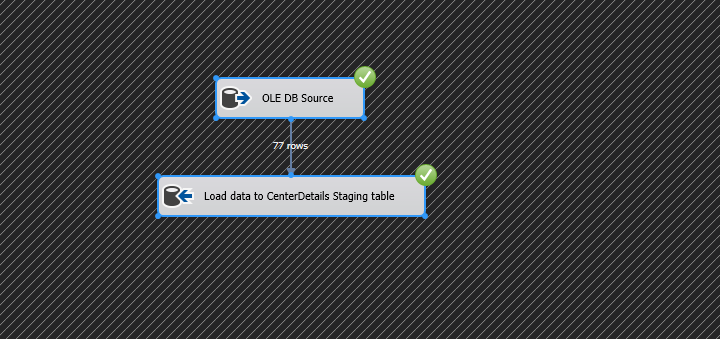 OLE DB Source
77 rows
Load data to CenterDetails Staging table